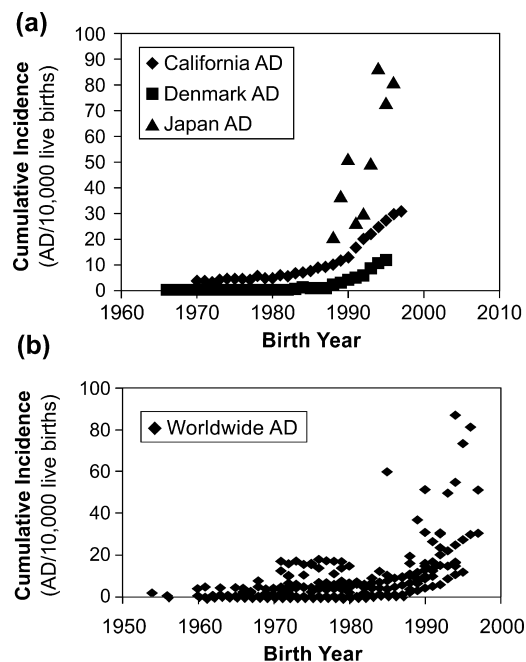 (a)
100
90
80
70
60
50
40
30
20
10
0
California AD
Denmark AD
Japan AD
Cumulative Incidence
(AD/10,000 live births)
1960 1970 1980 1990 2000 2010
Birth Year
(b)
100
80
60
40
20
0
Worldwide AD
Cumulative Incidence
(AD/10,000 live births)
1950 1960 1970 1980 1990 2000
Birth Year